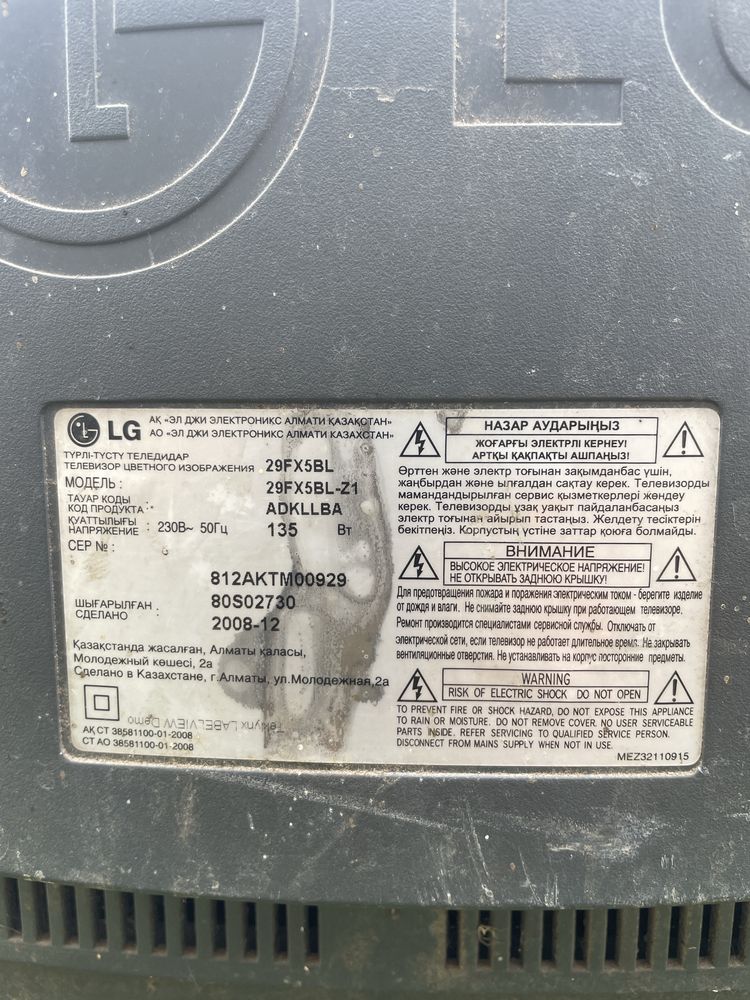 LG
LG
АҚ «ЭЛ ДЖИ ЭЛЕКТРОНИКС АЛМАТИ ҚАЗАҚСТАН»
АО «ЭЛ ДЖИ ЭЛЕКТРОНИКС АЛМАТИ КАЗАХСТАН»
ТҮРЛІ-ТҮСТҮ ТЕЛЕДИДАР
ТЕЛЕВИЗОР ЦВЕТНОГО ИЗОБРАЖЕНИЯ 29FX5BL
МОДЕЛЬ : 29FX5BL-Z1
ТАУАР КОДЫ
КОД ПРОДУКТА : ADKLLBA
ҚУАТТЫЛЫҒЫ
НАПРЯЖЕНИЕ : 230В~ 50Гц 135 Вт
СЕР № :
812AKTM00929
ШЫҒАРЫЛҒАН : 80S02730
СДЕЛАНО 2008-12
Қазақстанда жасалған, Алматы қаласы,
Молодежный көшесі, 2а
Сделано в Казахстане, г.Алматы, ул.Молодежная,2а
Teklynx LABELVIEW Demo
АҚ СТ 38581100-01-2008
СТ АО 38581100-01-2008
НАЗАР АУДАРЫҢЫЗ
ЖОҒАРҒЫ ЭЛЕКТРЛІ КЕРНЕУ!
АРТҚЫ ҚАҚПАҚТЫ АШПАҢЫЗ!
Өрттен және электр тоғынан зақымданбас үшін,
жаңбырдан және ылғалдан сақтау керек. Телевизорды
мамандандырылған сервис қызметкерлері жөндеу
керек. Телевизорды ұзақ уақыт пайдаланбасаңыз
электр тоғынан айырып тастаңыз. Желдету тесіктерін
бекітпеңіз. Корпустың үстіне заттар қоюға болмайды.
ВНИМАНИЕ
ВЫСОКОЕ ЭЛЕКТРИЧЕСКОЕ НАПРЯЖЕНИЕ!
НЕ ОТКРЫВАТЬ ЗАДНЮЮ КРЫШКУ!
Для предотвращения пожара и поражения электрическим током - берегите изделие
от дождя и влаги. Не снимайте заднюю крышку при работающем телевизоре.
Ремонт производится специалистами сервисной службы. Отключать от
электрической сети, если телевизор не работает длительное время. Не закрывать
вентиляционные отверстия. Не устанавливать на корпус посторонние предметы.
WARNING
RISK OF ELECTRIC SHOCK DO NOT OPEN
TO PREVENT FIRE OR SHOCK HAZARD, DO NOT EXPOSE THIS APPLIANCE
TO RAIN OR MOISTURE. DO NOT REMOVE COVER. NO USER SERVICEABLE
PARTS INSIDE. REFER SERVICING TO QUALIFIED SERVICE PERSON.
DISCONNECT FROM MAINS SUPPLY WHEN NOT IN USE.
MEZ32110915